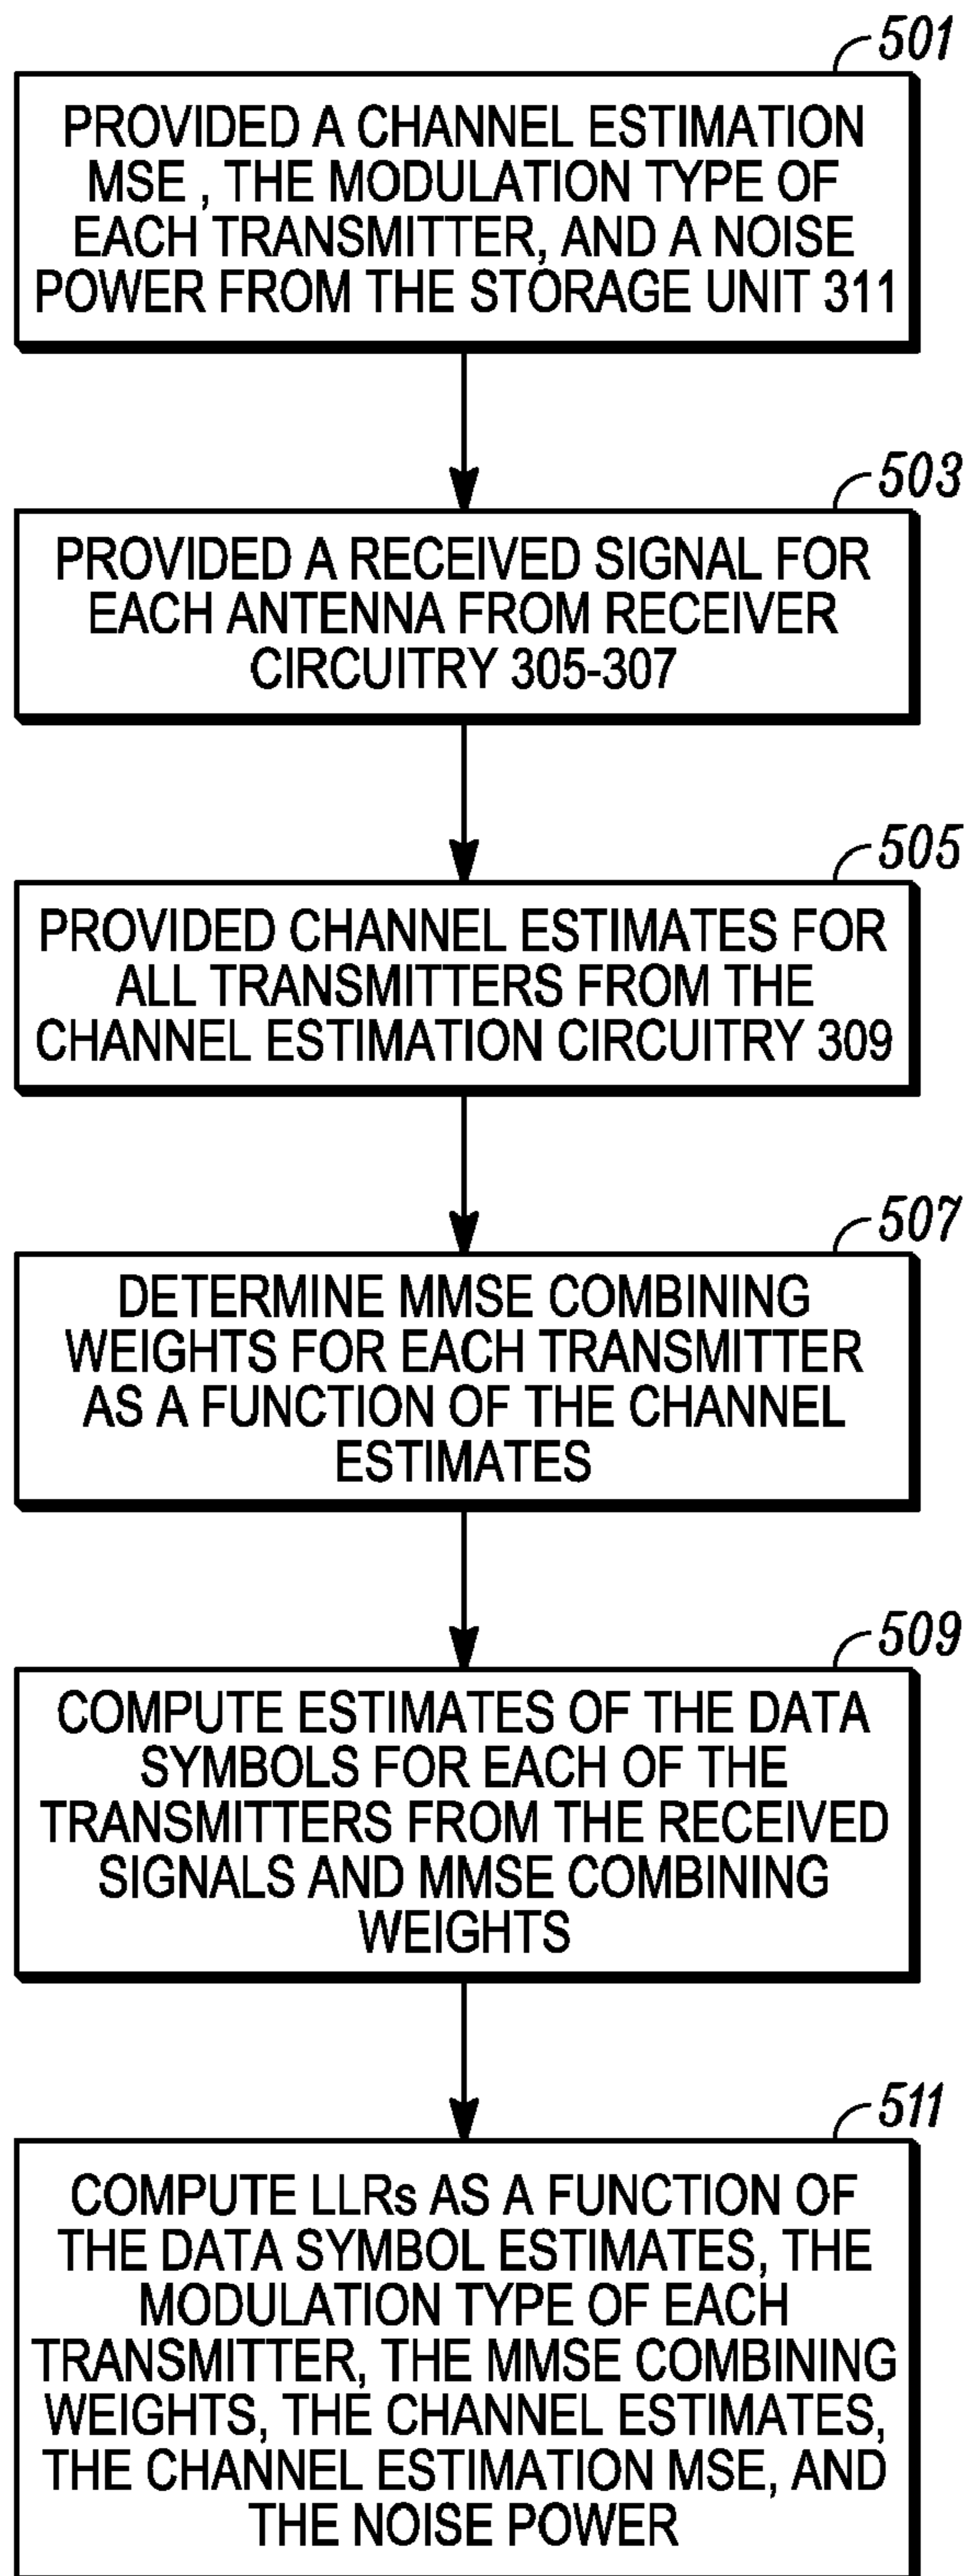 501
PROVIDED A CHANNEL ESTIMATION
MSE , THE MODULATION TYPE OF
EACH TRANSMITTER, AND A NOISE
POWER FROM THE STORAGE UNIT 311
503
PROVIDED A RECEIVED SIGNAL FOR
EACH ANTENNA FROM RECEIVER
CIRCUITRY 305-307
505
PROVIDED CHANNEL ESTIMATES FOR
ALL TRANSMITTERS FROM THE
CHANNEL ESTIMATION CIRCUITRY 309
507
DETERMINE MMSE COMBINING
WEIGHTS FOR EACH TRANSMITTER
AS A FUNCTION OF THE CHANNEL
ESTIMATES
509
COMPUTE ESTIMATES OF THE DATA
SYMBOLS FOR EACH OF THE
TRANSMITTERS FROM THE RECEIVED
SIGNALS AND MMSE COMBINING
WEIGHTS
511
COMPUTE LLRs AS A FUNCTION OF
THE DATA SYMBOL ESTIMATES, THE
MODULATION TYPE OF EACH
TRANSMITTER, THE MMSE COMBINING
WEIGHTS, THE CHANNEL ESTIMATES,
THE CHANNEL ESTIMATION MSE, AND
THE NOISE POWER